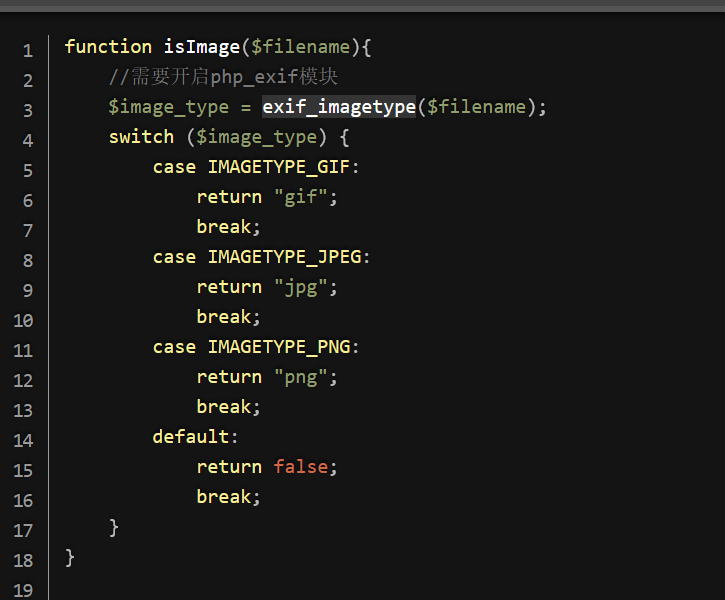 1 function isImage($filename){
2 //需要开启php_exif模块
3 $image_type = exif_imagetype($filename);
4 switch ($image_type) {
5 case IMAGETYPE_GIF:
6 return "gif";
7 break;
8 case IMAGETYPE_JPEG:
9 return "jpg";
10 break;
11 case IMAGETYPE_PNG:
12 return "png";
13 break;
14 default:
15 return false;
16 break;
17 }
18 }
19